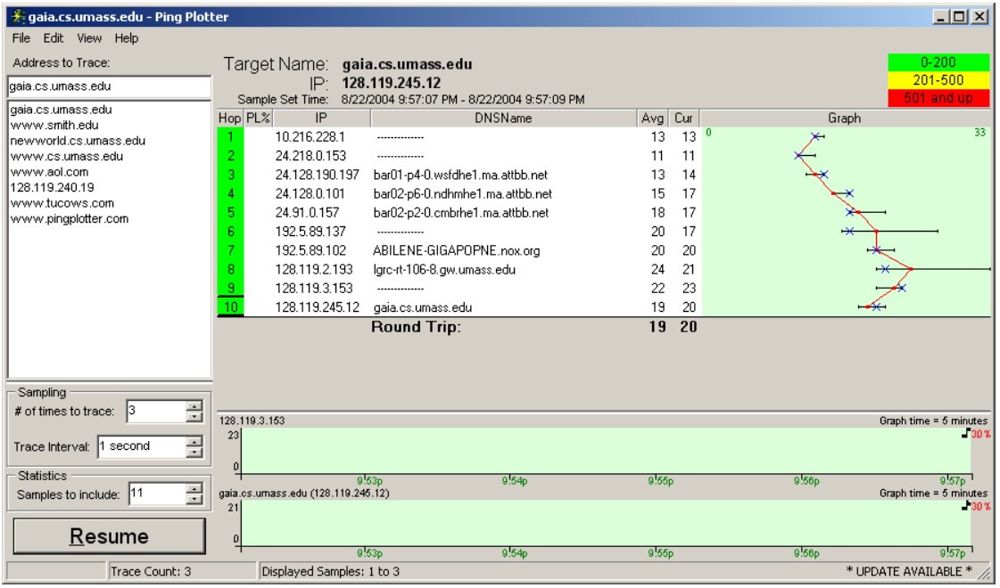 gaia.cs.umass.edu - Ping Plotter
File Edit View Help
Address to Trace:
gaia.cs.umass.edu
gaia.cs.umass.edu
www.smith.edu
newworld.cs.umass.edu
www.cs.umass.edu
www.aol.com
128.119.240.19
www.tucows.com
www.pingplotter.com
Sampling
# of times to trace: 3
Trace Interval: 1 second
Statistics
Samples to include: 11
Resume
Target Name: gaia.cs.umass.edu
IP: 128.119.245.12
Sample Set Time: 8/22/2004 9:57:07 PM - 8/22/2004 9:57:09 PM
0-200
201-500
501 and up
Hop PL% IP DNSName Avg Cur Graph
0 33
1 10.216.228.1 ------------- 13 13
2 24.218.0.153 ------------- 11 11
3 24.128.190.197 bar01-p4-0.wsfdhe1.ma.attbb.net 13 14
4 24.128.0.101 bar02-p6-0.ndhmhe1.ma.attbb.net 15 17
5 24.91.0.157 bar02-p2-0.cmbrhe1.ma.attbb.net 18 17
6 192.5.89.137 ------------- 20 17
7 192.5.89.102 ABILENE-GIGAPOPNE.nox.org 20 20
8 128.119.2.193 lgrc-rt-106-8.gw.umass.edu 24 21
9 128.119.3.153 ------------- 22 23
10 128.119.245.12 gaia.cs.umass.edu 19 20
Round Trip: 19 20
128.119.3.153 Graph time = 5 minutes
23 30%
0
9:53p 9:54p 9:55p 9:56p 9:57p
gaia.cs.umass.edu (128.119.245.12) Graph time = 5 minutes
21 30%
0
9:53p 9:54p 9:55p 9:56p 9:57p
Trace Count: 3 Displayed Samples: 1 to 3 * UPDATE AVAILABLE *